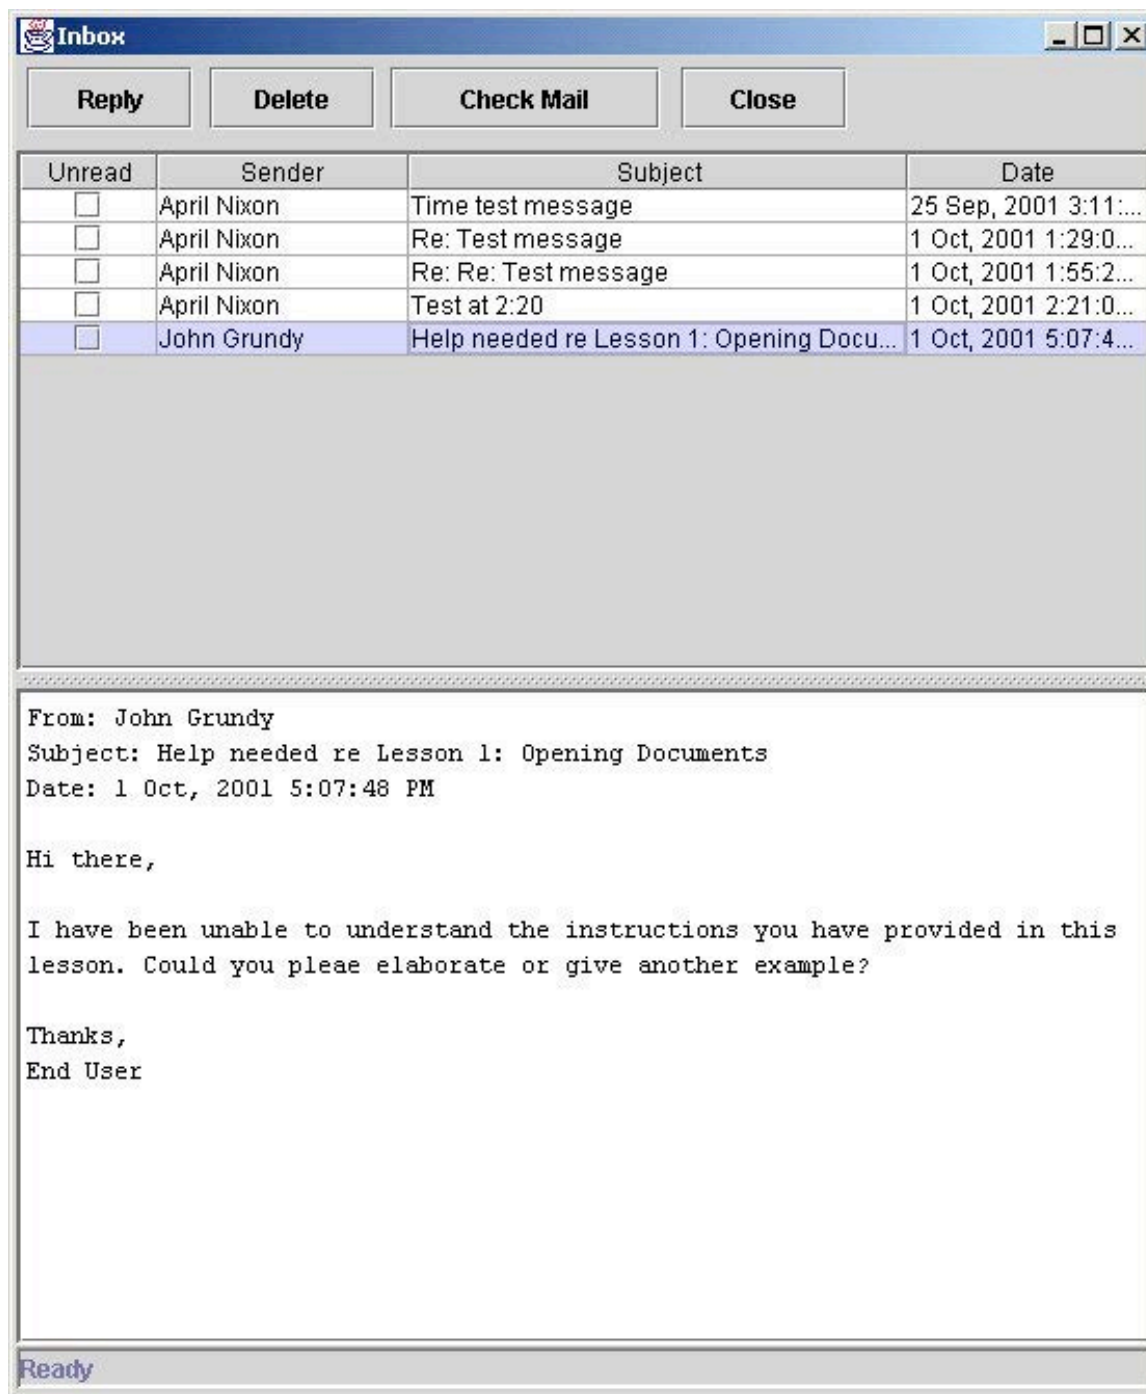 Inbox
Reply Delete Check Mail Close
Unread Sender Subject Date
April Nixon Time test message 25 Sep, 2001 3:11:...
April Nixon Re: Test message 1 Oct, 2001 1:29:0...
April Nixon Re: Re: Test message 1 Oct, 2001 1:55:2...
April Nixon Test at 2:20 1 Oct, 2001 2:21:0...
John Grundy Help needed re Lesson 1: Opening Docu... 1 Oct, 2001 5:07:4...
From: John Grundy
Subject: Help needed re Lesson 1: Opening Documents
Date: 1 Oct, 2001 5:07:48 PM
Hi there,
I have been unable to understand the instructions you have provided in this
lesson. Could you pleae elaborate or give another example?
Thanks,
End User
Ready